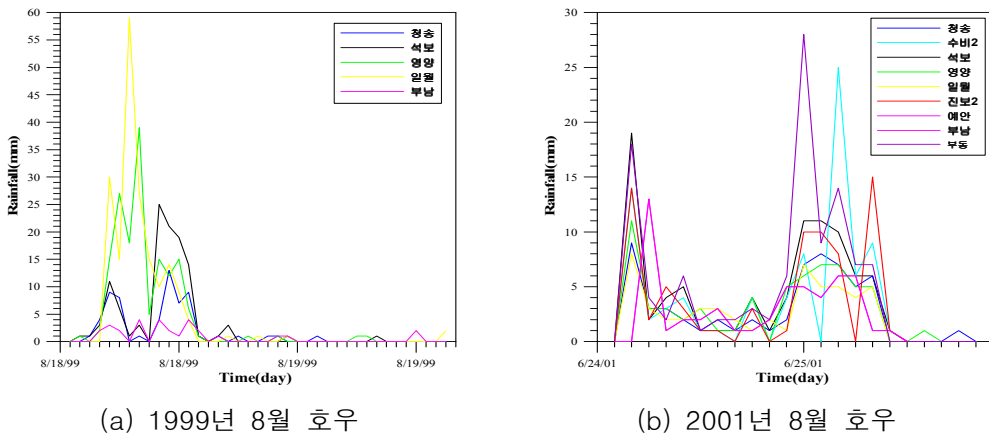 60
55
50
45
40
35
30
25
20
15
10
5
0
Rainfall(mm)
8/18/99
8/18/99
8/19/99
8/19/99
Time(day)
청송
석보
영양
일월
부남
(a) 1999년 8월 호우
30
25
20
15
10
5
0
Rainfall(mm)
6/24/01
6/25/01
Time(day)
청송
수비2
석보
영양
일월
진보2
예안
부남
부동
(b) 2001년 8월 호우